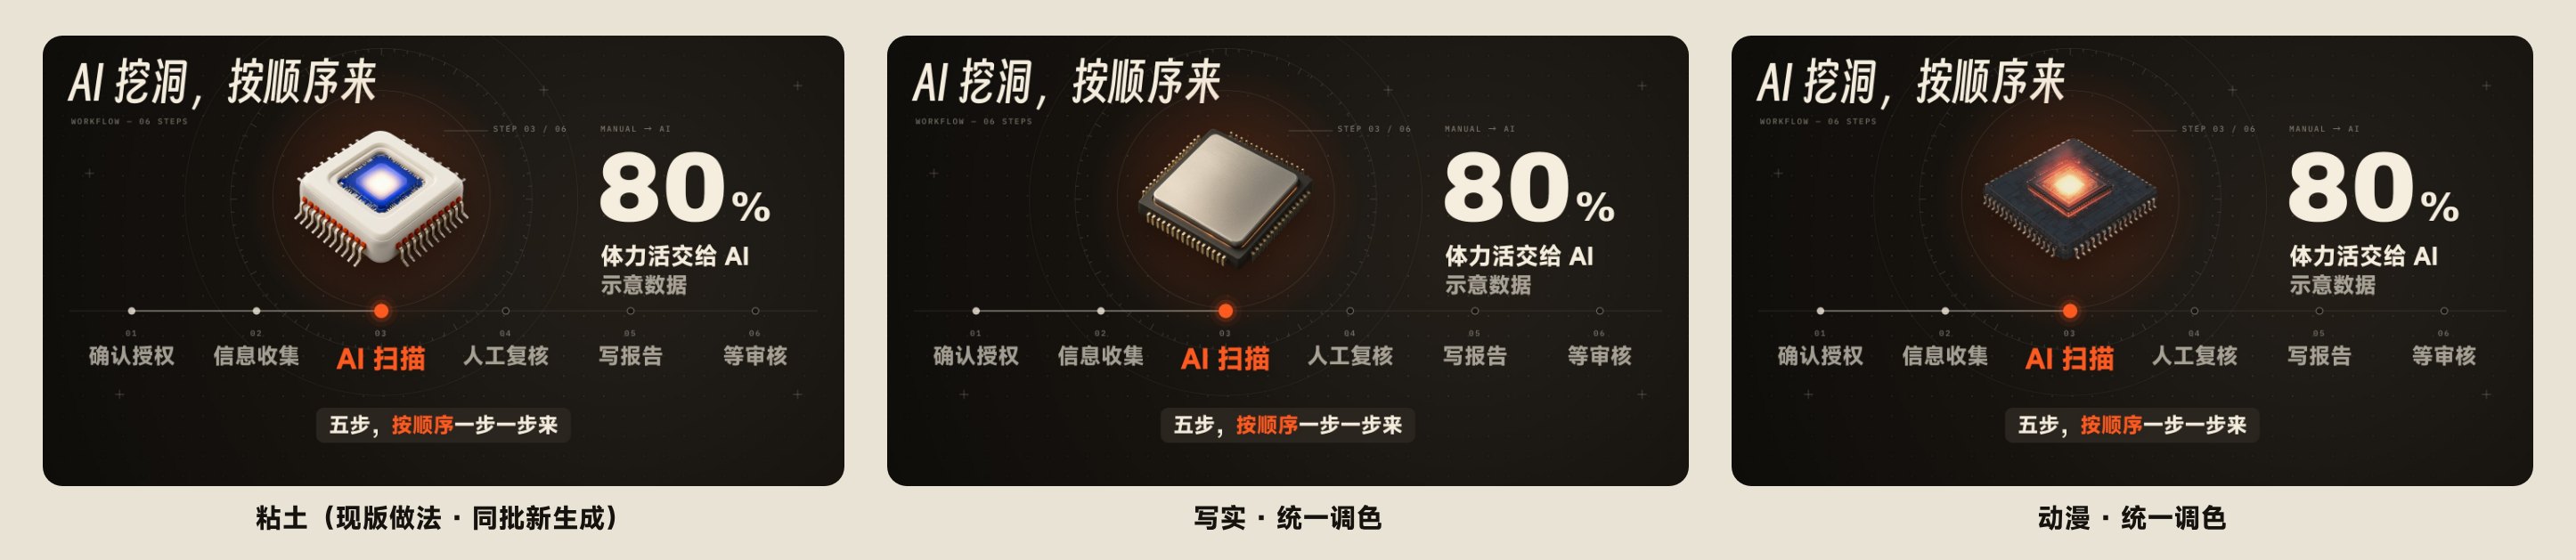 AI 挖洞，按顺序来
WORKFLOW — 06 STEPS
STEP 03 / 06
MANUAL → AI
80%
体力活交给 AI
示意数据
01 02 03 04 05 06
确认授权 信息收集 AI 扫描 人工复核 写报告 等审核
五步，按顺序一步一步来
粘土（现版做法 · 同批新生成）
AI 挖洞，按顺序来
WORKFLOW — 06 STEPS
STEP 03 / 06
MANUAL → AI
80%
体力活交给 AI
示意数据
01 02 03 04 05 06
确认授权 信息收集 AI 扫描 人工复核 写报告 等审核
五步，按顺序一步一步来
写实 · 统一调色
AI 挖洞，按顺序来
WORKFLOW — 06 STEPS
STEP 03 / 06
MANUAL → AI
80%
体力活交给 AI
示意数据
01 02 03 04 05 06
确认授权 信息收集 AI 扫描 人工复核 写报告 等审核
五步，按顺序一步一步来
动漫 · 统一调色